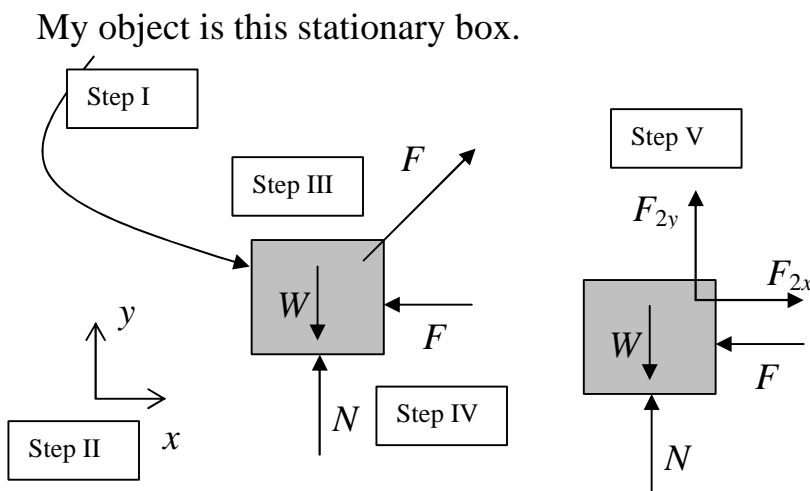 My object is this stationary box.
Step I
Step V
F
Step III
F₂y
F₂x
W
W
y
F
F
N
Step IV
x
Step II
N